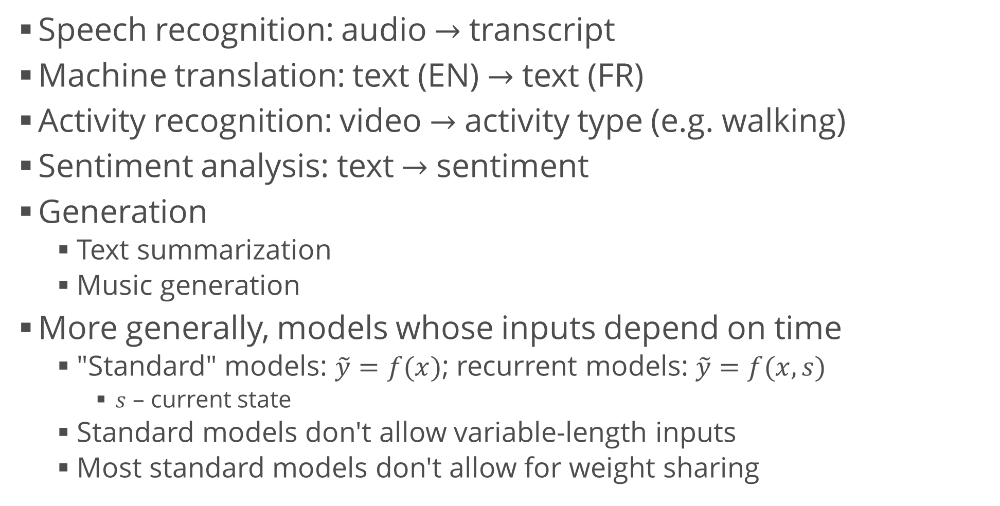 ▪ Speech recognition: audio → transcript
▪ Machine translation: text (EN) → text (FR)
▪ Activity recognition: video → activity type (e.g. walking)
▪ Sentiment analysis: text → sentiment
▪ Generation
▪ Text summarization
▪ Music generation
▪ More generally, models whose inputs depend on time
▪ "Standard" models: ỹ = f(x); recurrent models: ỹ = f(x, s)
▪ s – current state
▪ Standard models don't allow variable-length inputs
▪ Most standard models don't allow for weight sharing